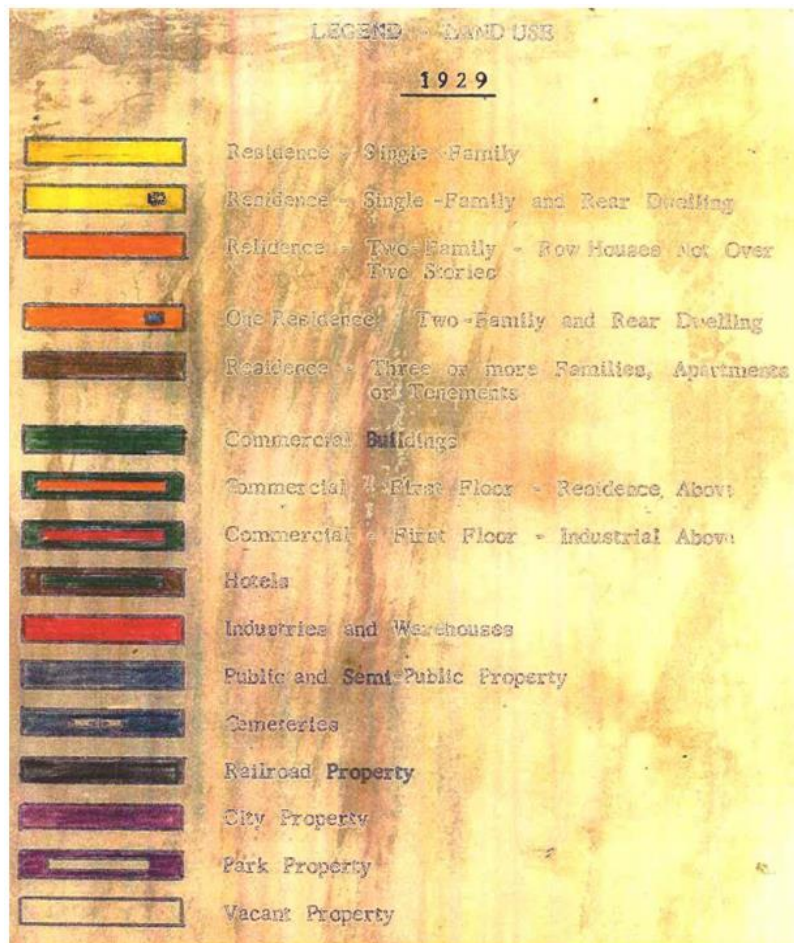 LEGEND - LAND USE
1929
Residence - Single-Family
Residence - Single-Family and Rear Dwelling
Residence - Two-Family - Row Houses Not Over
Two Stories
One Residence - Two-Family and Rear Dwelling
Residence - Three or more Families, Apartments
or Tenements
Commercial Buildings
Commercial - First Floor - Residence Above
Commercial - First Floor - Industrial Above
Hotels
Industries and Warehouses
Public and Semi-Public Property
Cemeteries
Railroad Property
City Property
Park Property
Vacant Property